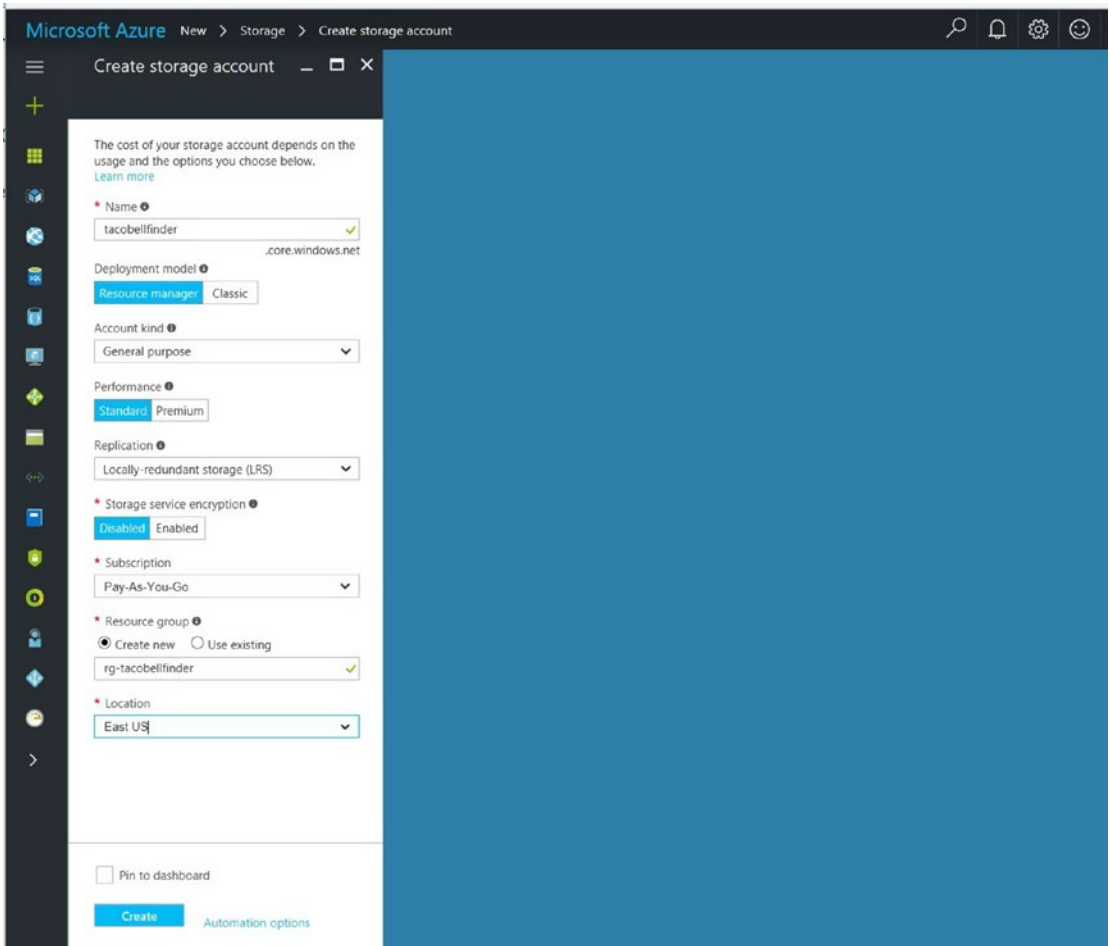 Microsoft Azure New > Storage > Create storage account
Create storage account
The cost of your storage account depends on the
usage and the options you choose below.
Learn more
* Name
tacobellfinder
.core.windows.net
Deployment model
Resource manager Classic
Account kind
General purpose
Performance
Standard Premium
Replication
Locally-redundant storage (LRS)
* Storage service encryption
Disabled Enabled
* Subscription
Pay-As-You-Go
* Resource group
Create new Use existing
rg-tacobellfinder
* Location
East US
Pin to dashboard
Create Automation options